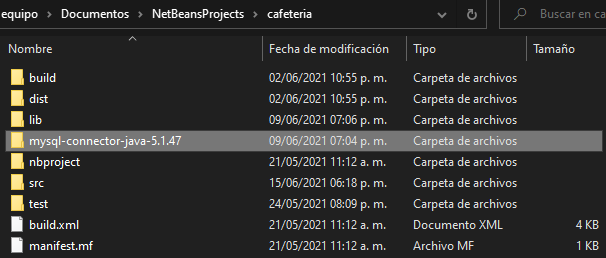 equipo > Documentos > NetBeansProjects > cafeteria Buscar en ca
Nombre Fecha de modificación Tipo Tamaño
build 02/06/2021 10:55 p. m. Carpeta de archivos
dist 02/06/2021 10:55 p. m. Carpeta de archivos
lib 09/06/2021 07:06 p. m. Carpeta de archivos
mysql-connector-java-5.1.47 09/06/2021 07:04 p. m. Carpeta de archivos
nbproject 21/05/2021 11:12 a. m. Carpeta de archivos
src 15/06/2021 06:18 p. m. Carpeta de archivos
test 24/05/2021 08:09 p. m. Carpeta de archivos
build.xml 21/05/2021 11:12 a. m. Documento XML 4 KB
manifest.mf 21/05/2021 11:12 a. m. Archivo MF 1 KB